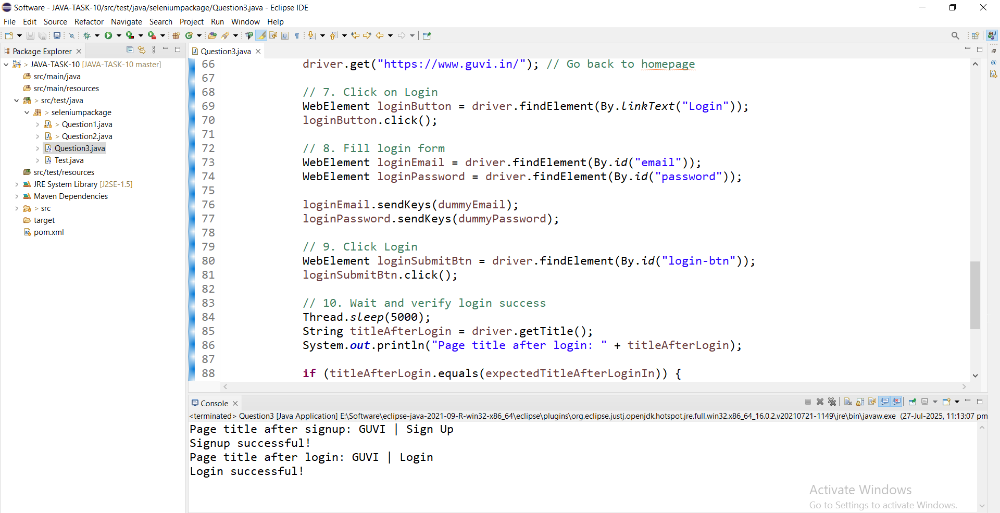 Software - JAVA-TASK-10/src/test/java/seleniumpackage/Question3.java - Eclipse IDE
File Edit Source Refactor Navigate Search Project Run Window Help
Package Explorer
> JAVA-TASK-10 [JAVA-TASK-10 master]
src/main/java
src/main/resources
> src/test/java
> seleniumpackage
> Question1.java
> Question2.java
Question3.java
Test.java
src/test/resources
JRE System Library [J2SE-1.5]
Maven Dependencies
> src
target
pom.xml
Question3.java
66 driver.get("https://www.guvi.in/"); // Go back to homepage
67
68 // 7. Click on Login
69 WebElement loginButton = driver.findElement(By.linkText("Login"));
70 loginButton.click();
71
72 // 8. Fill login form
73 WebElement loginEmail = driver.findElement(By.id("email"));
74 WebElement loginPassword = driver.findElement(By.id("password"));
75
76 loginEmail.sendKeys(dummyEmail);
77 loginPassword.sendKeys(dummyPassword);
78
79 // 9. Click Login
80 WebElement loginSubmitBtn = driver.findElement(By.id("login-btn"));
81 loginSubmitBtn.click();
82
83 // 10. Wait and verify login success
84 Thread.sleep(5000);
85 String titleAfterLogin = driver.getTitle();
86 System.out.println("Page title after login: " + titleAfterLogin);
87
88 if (titleAfterLogin.equals(expectedTitleAfterLoginIn)) {
Console
<terminated> Question3 [Java Application] E:\Software\eclipse-java-2021-09-R-win32-x86_64\eclipse\plugins\org.eclipse.justj.openjdk.hotspot.jre.full.win32.x86_64_16.0.2.v20210721-1149\jre\bin\javaw.exe (27-Jul-2025, 11:13:07 pm
Page title after signup: GUVI | Sign Up
Signup successful!
Page title after login: GUVI | Login
Login successful!
Activate Windows
Go to Settings to activate Windows.